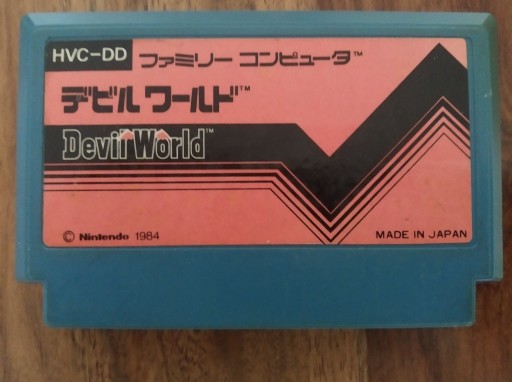 HVC-DD ファミリー コンピュータ™
デビル ワールド™
Devil World™
© Nintendo 1984
MADE IN JAPAN